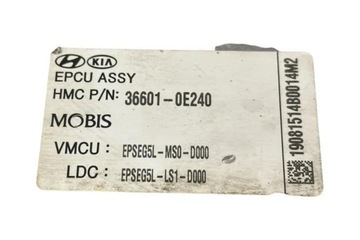 KIA
EPCU ASSY
HMC P/N: 36601-0E240
MOBIS
VMCU : EPSEG5L-MS0-D000
LDC : EPSEG5L-LS1-D000
19081514B0014M2